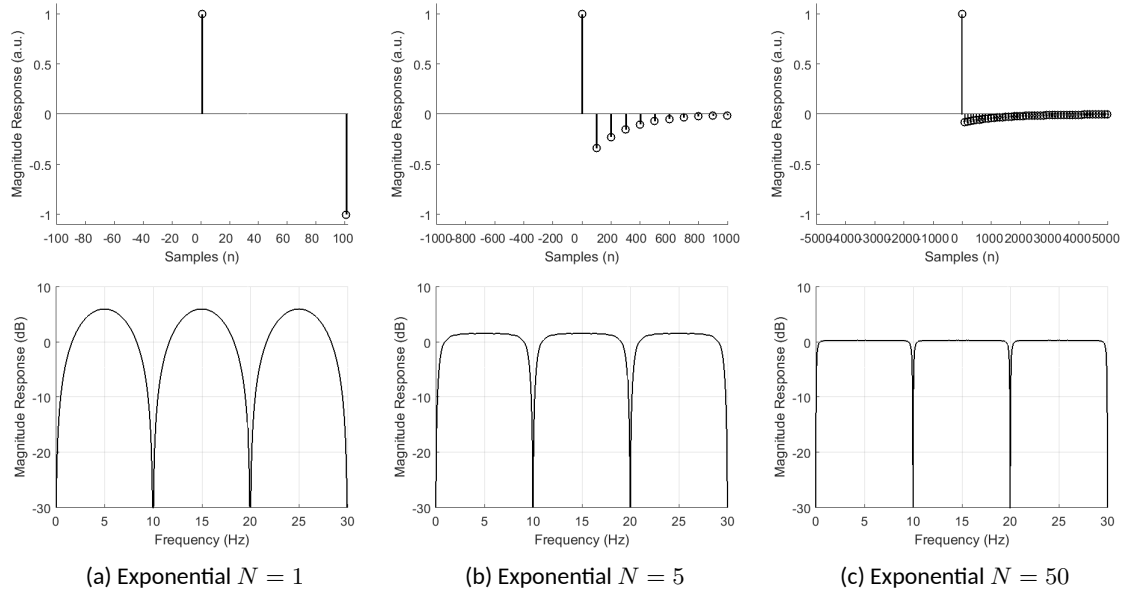 Magnitude Response (a.u.)
1
0.5
0
-0.5
-1
-100 -80 -60 -40 -20 0 20 40 60 80 100
Samples (n)
Magnitude Response (a.u.)
1
0.5
0
-0.5
-1
-1000 -800 -600 -400 -200 0 200 400 600 800 1000
Samples (n)
Magnitude Response (a.u.)
1
0.5
0
-0.5
-1
-5000 -4000 -3000 -2000 -1000 0 1000 2000 3000 4000 5000
Samples (n)
Magnitude Response (dB)
10
0
-10
-20
-30
0 5 10 15 20 25 30
Frequency (Hz)
Magnitude Response (dB)
10
0
-10
-20
-30
0 5 10 15 20 25 30
Frequency (Hz)
Magnitude Response (dB)
10
0
-10
-20
-30
0 5 10 15 20 25 30
Frequency (Hz)
(a) Exponential N = 1
(b) Exponential N = 5
(c) Exponential N = 50